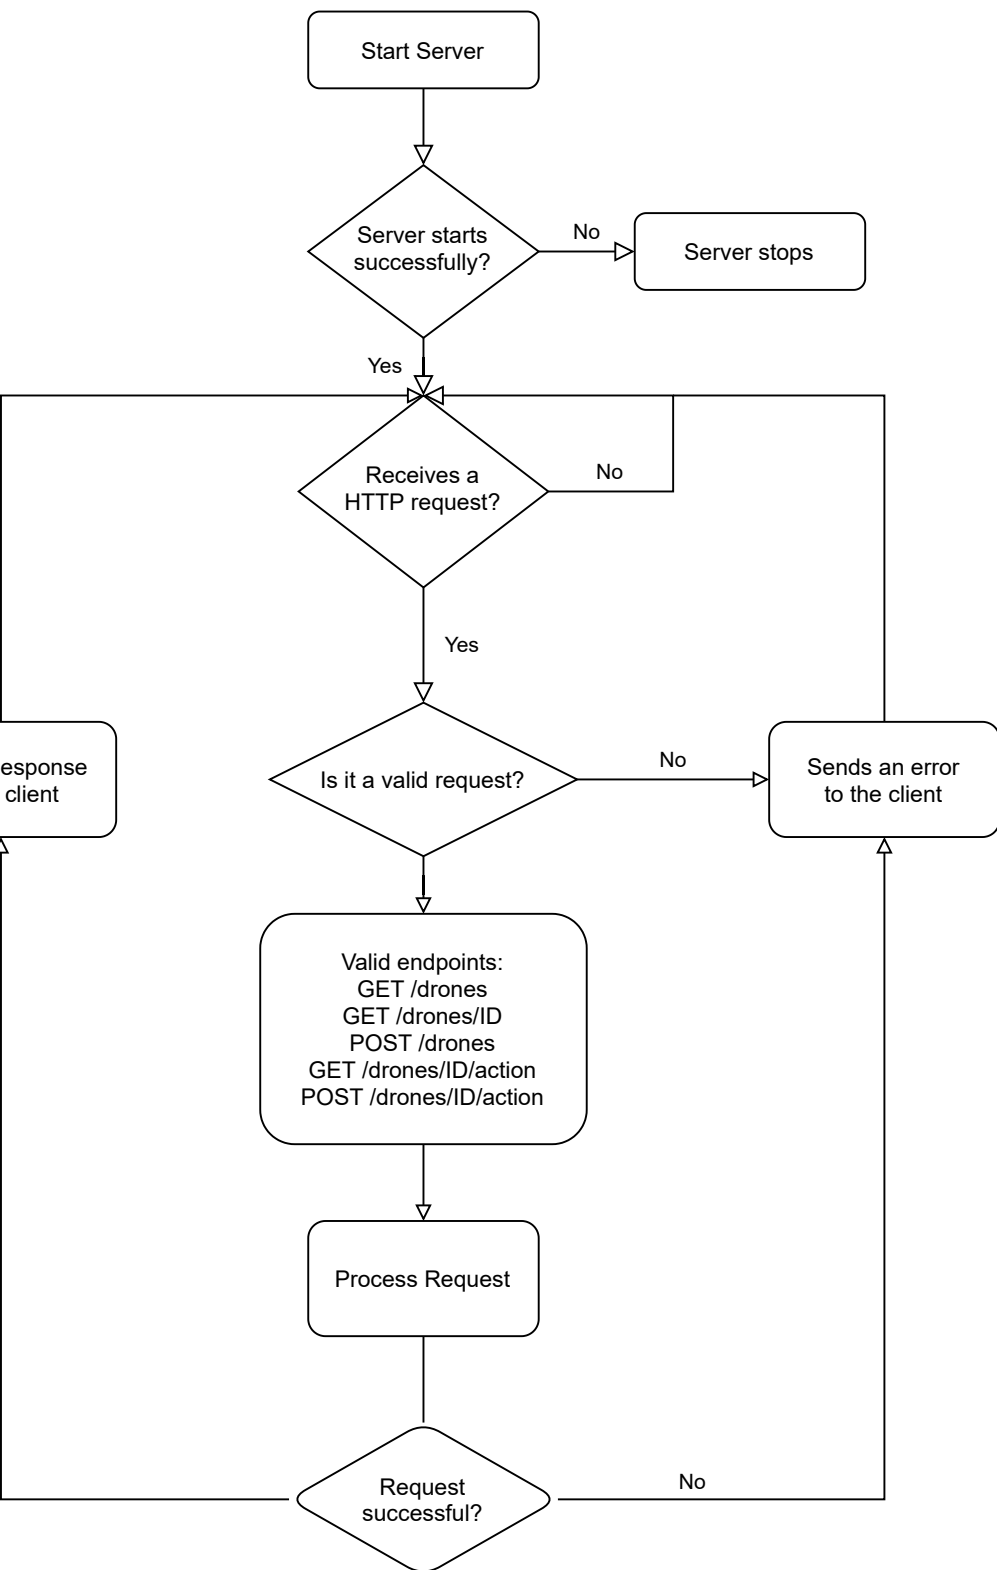 Start Server
Server starts
successfully?
No
Server stops
Yes
Receives a
HTTP request?
No
Yes
esponse
client
Is it a valid request?
No
Sends an error
to the client
Valid endpoints:
GET /drones
GET /drones/ID
POST /drones
GET /drones/ID/action
POST /drones/ID/action
Process Request
Request
successful?
No